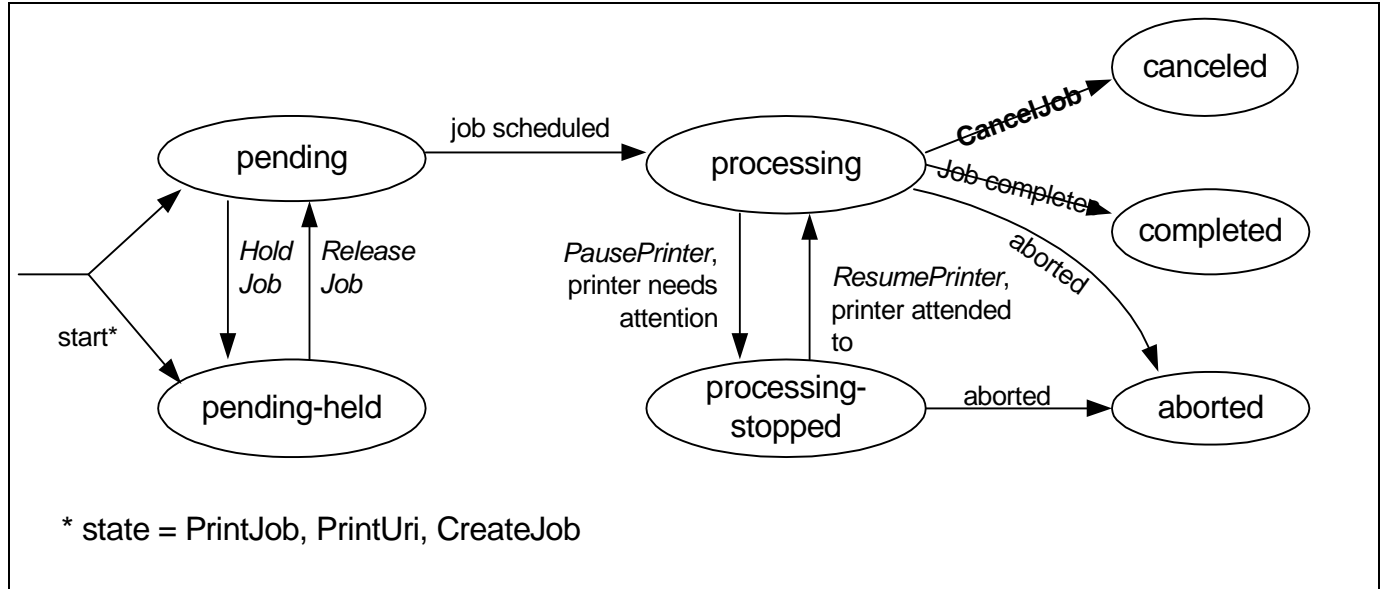 canceled
CancelJob
job scheduled
pending
processing
Job completed
completed
Hold
Job
Release
Job
PausePrinter,
printer needs
attention
ResumePrinter,
printer attended
to
aborted
start*
pending-held
processing-
stopped
aborted
aborted
* state = PrintJob, PrintUri, CreateJob